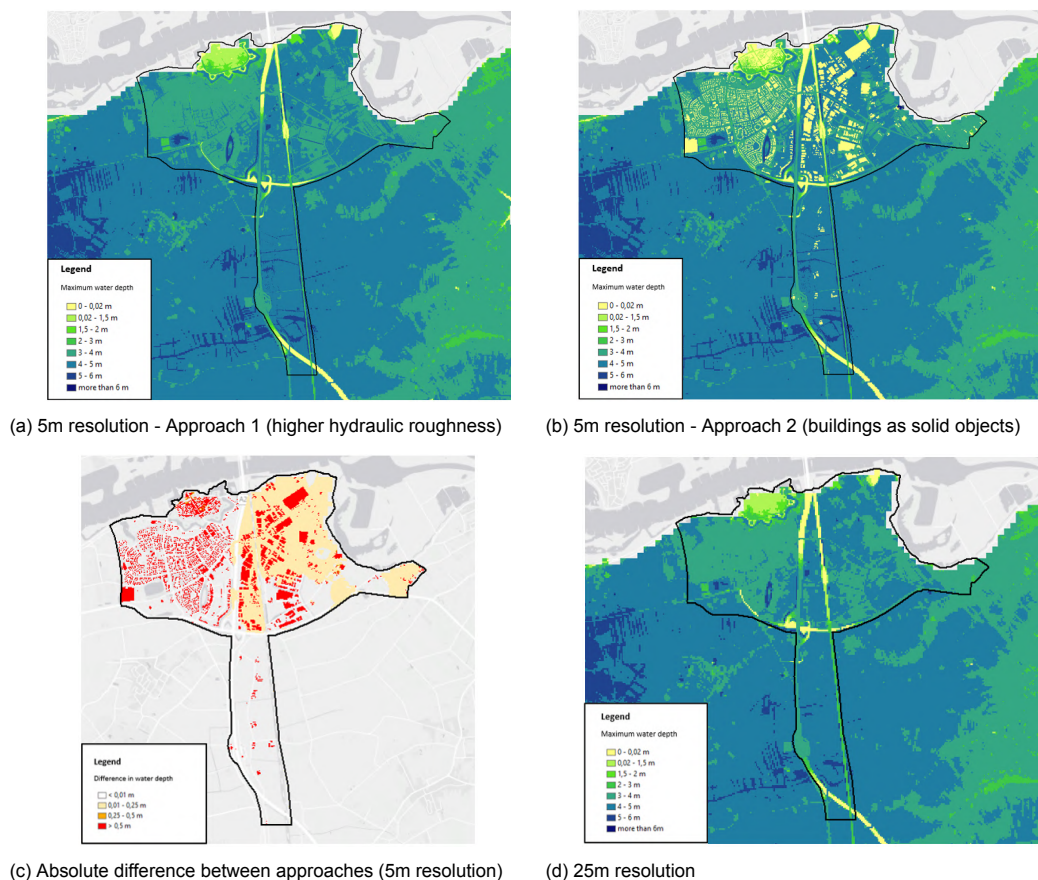 Legend
Maximum water depth
0 - 0,02 m
0,02 - 1,5 m
1,5 - 2 m
2 - 3 m
3 - 4 m
4 - 5 m
5 - 6 m
more than 6 m
(a) 5m resolution - Approach 1 (higher hydraulic roughness)
Legend
Maximum water depth
0 - 0,02 m
0,02 - 1,5 m
1,5 - 2 m
2 - 3 m
3 - 4 m
4 - 5 m
5 - 6 m
more than 6 m
(b) 5m resolution - Approach 2 (buildings as solid objects)
Legend
Difference in water depth
< 0,01 m
0,01 - 0,25 m
0,25 - 0,5 m
> 0,5 m
(c) Absolute difference between approaches (5m resolution)
Legend
Maximum water depth
0 - 0,02 m
0,02 - 1,5 m
1,5 - 2 m
2 - 3 m
3 - 4 m
4 - 5 m
5 - 6 m
more than 6m
(d) 25m resolution